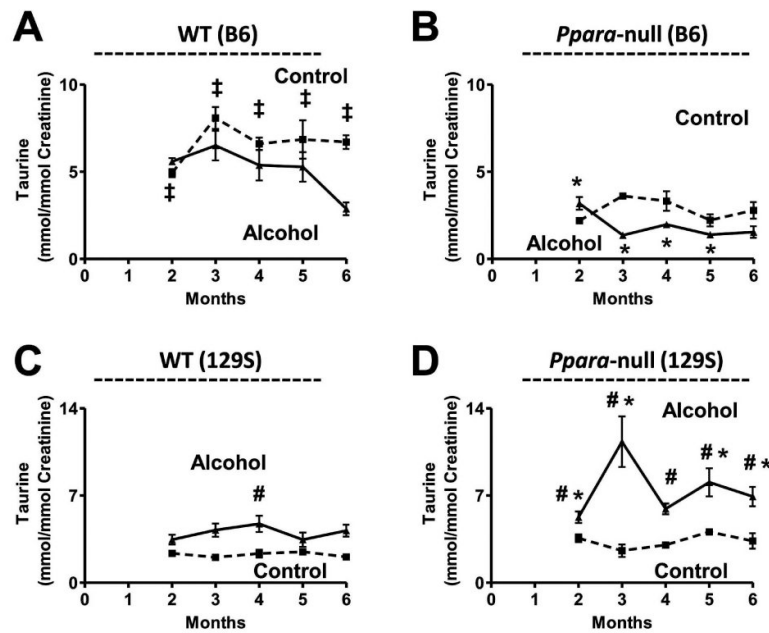 A
WT (B6)
Control
Alcohol
‡
‡
‡
‡
‡
10
5
0
Taurine
(mmol/mmol Creatinine)
0 1 2 3 4 5 6
Months
B
Ppara-null (B6)
Control
Alcohol
*
*
*
*
10
5
0
Taurine
(mmol/mmol Creatinine)
0 1 2 3 4 5 6
Months
C
WT (129S)
Alcohol
#
Control
14
7
0
Taurine
(mmol/mmol Creatinine)
0 1 2 3 4 5 6
Months
D
Ppara-null (129S)
# *
Alcohol
# *
#
# *
# *
Control
14
7
0
Taurine
(mmol/mmol Creatinine)
0 1 2 3 4 5 6
Months